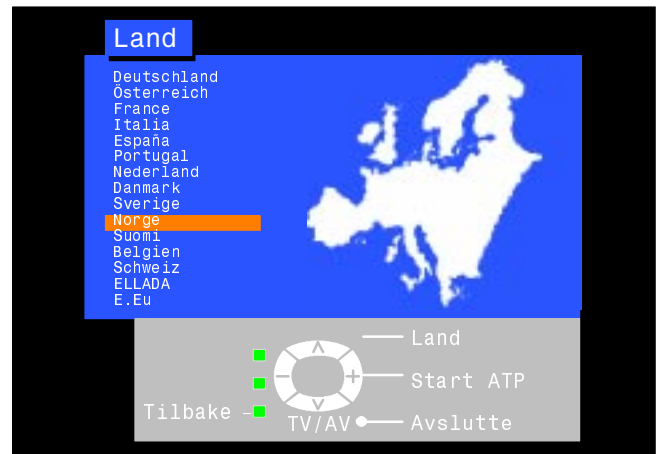 Land
Deutschland
Österreich
France
Italia
España
Portugal
Nederland
Danmark
Sverige
Norge
Suomi
Belgien
Schweiz
ELLADA
E.Eu
Land
Start ATP
Tilbake
TV/AV
Avslutte